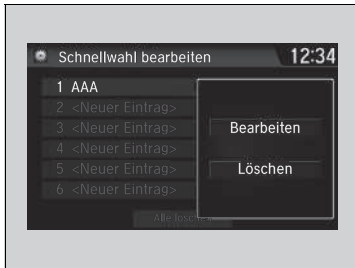 Schnellwahl bearbeiten
12:34
1 AAA
2 <Neuer Eintrag>
3 <Neuer Eintrag>
4 <Neuer Eintrag>
5 <Neuer Eintrag>
6 <Neuer Eintrag>
Bearbeiten
Löschen
Alle